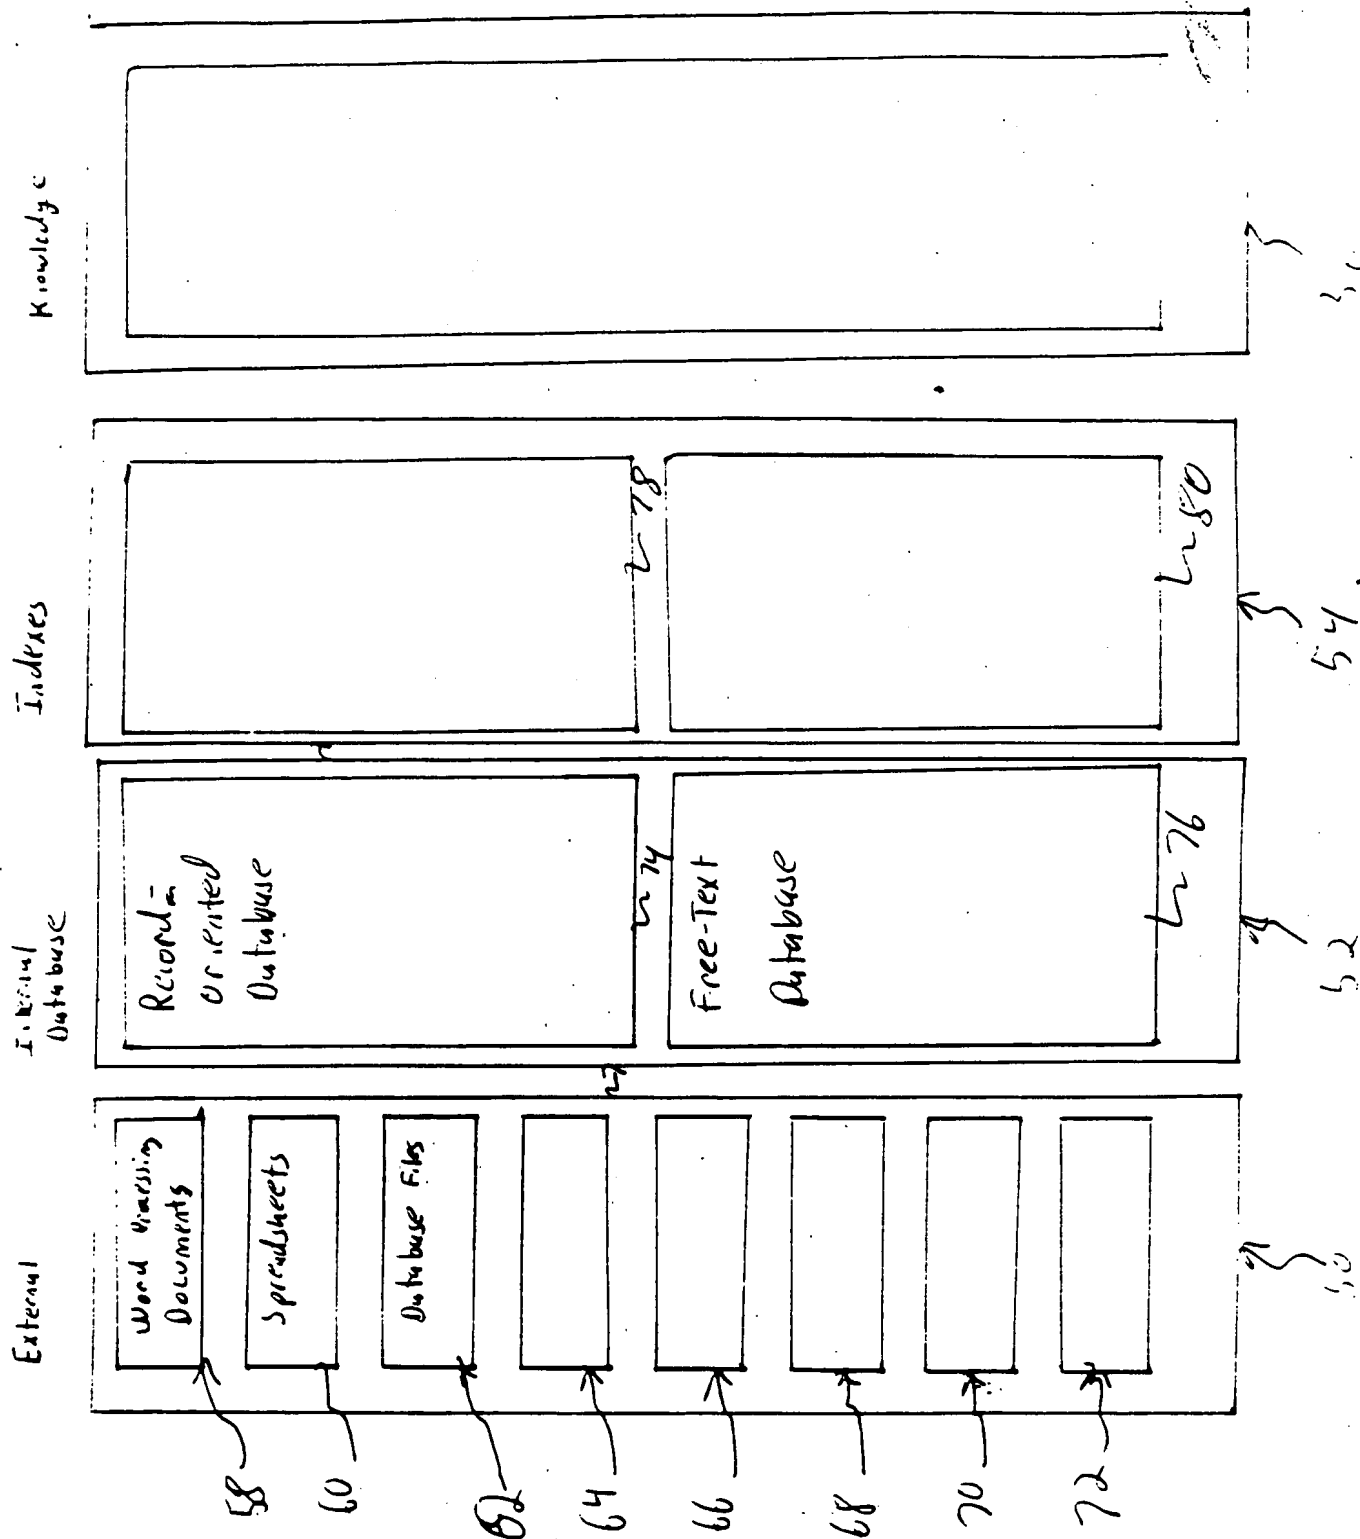 External
Internal
Database
Indexes
Knowledge
Word Processing
Documents
Spreadsheets
Database Files
Record-
oriented
Database
Free-Text
Database
58
60
62
64
66
68
70
72
74
76
78
80
50
52
54